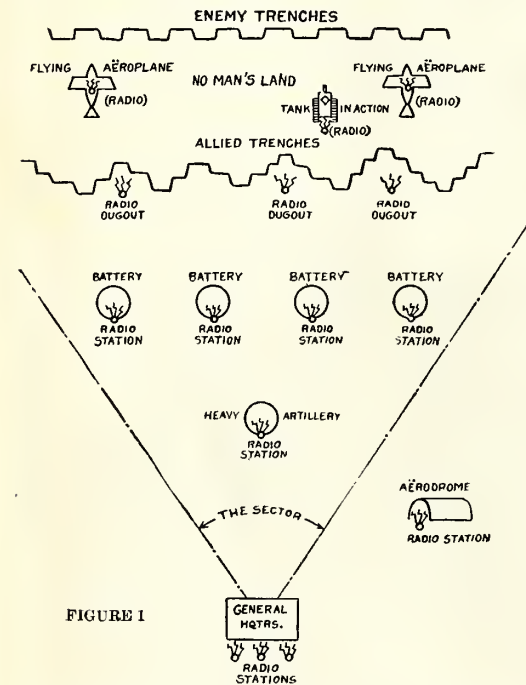 ENEMY TRENCHES
FLYING AËROPLANE
(RADIO)
NO MAN'S LAND
TANK IN ACTION
(RADIO)
FLYING AËROPLANE
(RADIO)
ALLIED TRENCHES
RADIO
DUGOUT
RADIO
DUGOUT
RADIO
DUGOUT
BATTERY
RADIO
STATION
BATTERY
RADIO
STATION
BATTERY
RADIO
STATION
BATTERY
RADIO
STATION
HEAVY ARTILLERY
RADIO
STATION
AËRODROME
RADIO STATION
THE SECTOR
GENERAL
HQTRS.
RADIO
STATIONS
FIGURE 1